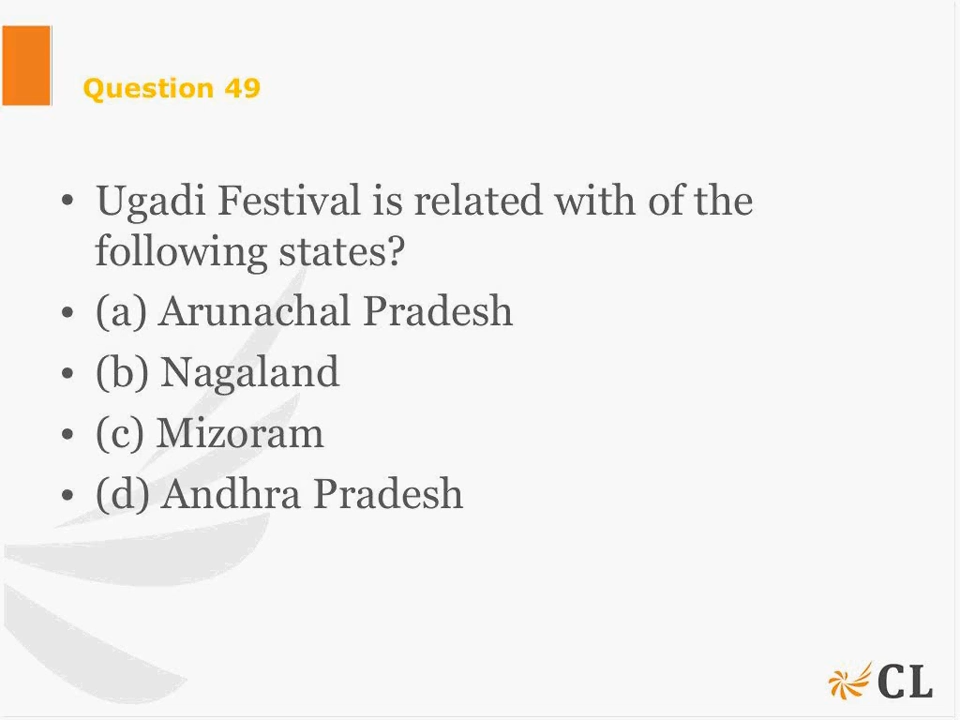 Question 49
• Ugadi Festival is related with of the
following states?
• (a) Arunachal Pradesh
• (b) Nagaland
• (c) Mizoram
• (d) Andhra Pradesh
CL